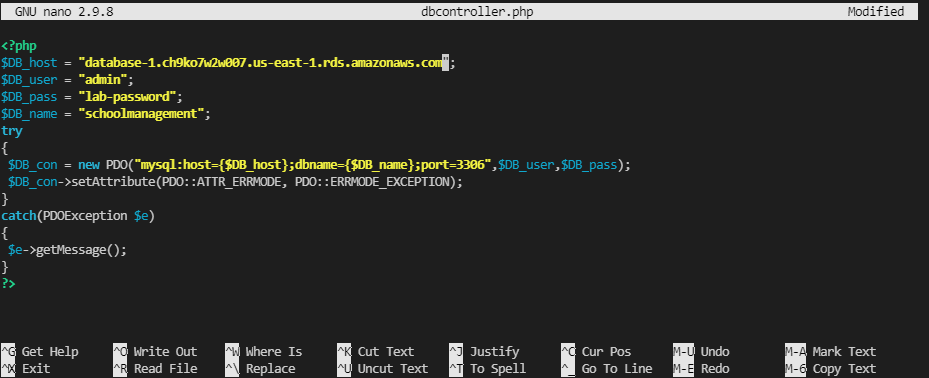 GNU nano 2.9.8 dbcontroller.php Modified
<?php
$DB_host = "database-1.ch9ko7w2w007.us-east-1.rds.amazonaws.com";
$DB_user = "admin";
$DB_pass = "lab-password";
$DB_name = "schoolmanagement";
try
{
 $DB_con = new PDO("mysql:host={$DB_host};dbname={$DB_name};port=3306",$DB_user,$DB_pass);
 $DB_con->setAttribute(PDO::ATTR_ERRMODE, PDO::ERRMODE_EXCEPTION);
}
catch(PDOException $e)
{
 $e->getMessage();
}
?>
^G Get Help ^O Write Out ^W Where Is ^K Cut Text ^J Justify ^C Cur Pos M-U Undo M-A Mark Text
^X Exit ^R Read File ^\ Replace ^U Uncut Text ^T To Spell ^_ Go To Line M-E Redo M-6 Copy Text